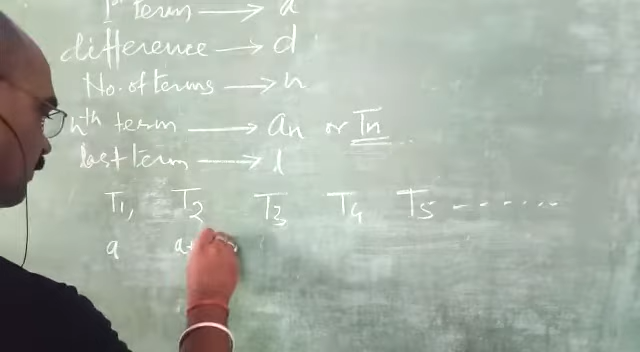 1st term → a
difference → d
No. of terms → n
nth term → an or Tn
last term → l
T1, T2 T3 T4 T5 -------
a a+